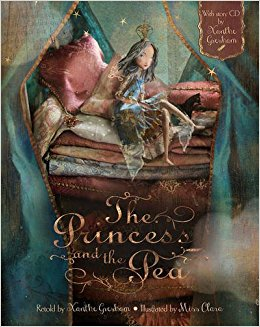 With story CD
by
Xanthe
Gresham
The
Princess
and the
Pea
Retold by Xanthe Gresham • Illustrated by Miss Clara